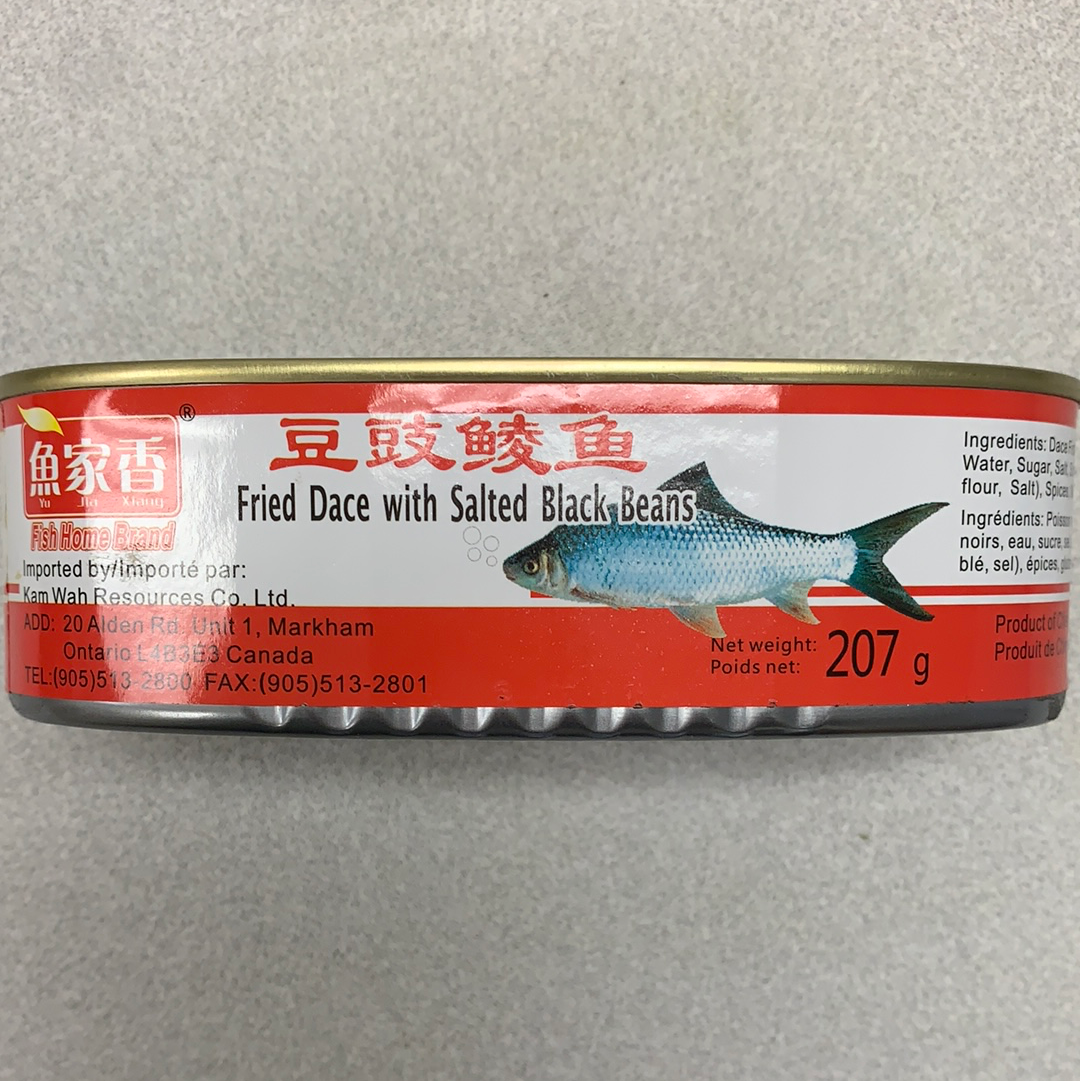 ®
魚家香
Yu Jia Xiang
Fish Home Brand
Imported by/Importé par:
Kam Wah Resources Co. Ltd.
ADD: 20 Alden Rd. Unit 1, Markham
Ontario L4B3E3 Canada
TEL:(905)513-2800 FAX:(905)513-2801
豆豉鲮鱼
Fried Dace with Salted Black Beans
Net weight:
Poids net:
207 g
Ingredients: Dace
Water, Sugar, Salt,
flour, Salt), Spices,
Ingrédients: Poisson
noirs, eau, sucre,
blé, sel), épices,
Product of
Produit de